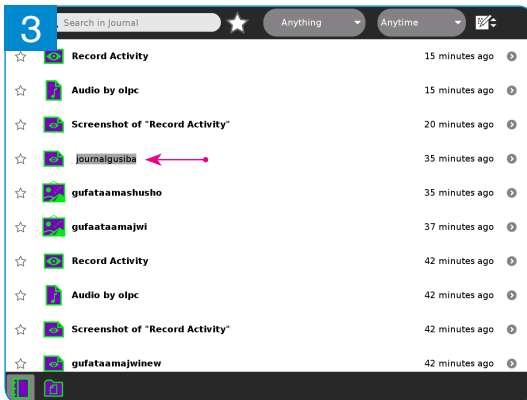 3
Search in Journal
Anything
Anytime
Record Activity 15 minutes ago
Audio by olpc 15 minutes ago
Screenshot of "Record Activity" 20 minutes ago
journalgusiba 35 minutes ago
gufataamashusho 35 minutes ago
gufaataamajwi 37 minutes ago
Record Activity 42 minutes ago
Audio by olpc 42 minutes ago
Screenshot of "Record Activity" 42 minutes ago
gufataamajwinew 42 minutes ago